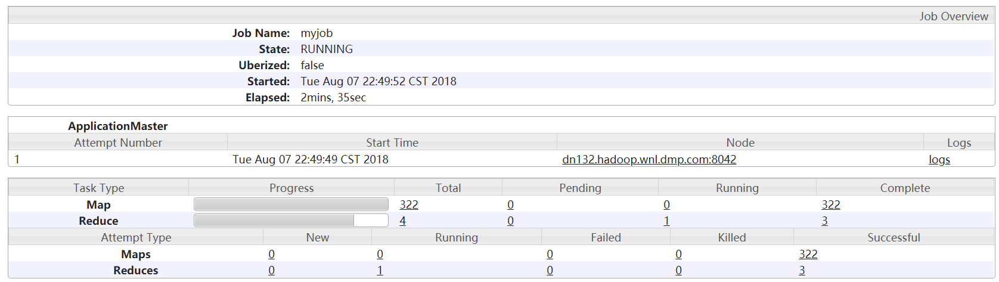 Job Overview
Job Name: myjob
State: RUNNING
Uberized: false
Started: Tue Aug 07 22:49:52 CST 2018
Elapsed: 2mins, 35sec
ApplicationMaster
Attempt Number Start Time Node Logs
1 Tue Aug 07 22:49:49 CST 2018 dn132.hadoop.wnl.dmp.com:8042 logs
Task Type Progress Total Pending Running Complete
Map 322 0 0 322
Reduce 4 0 1 3
Attempt Type New Running Failed Killed Successful
Maps 0 0 0 0 322
Reduces 0 1 0 0 3